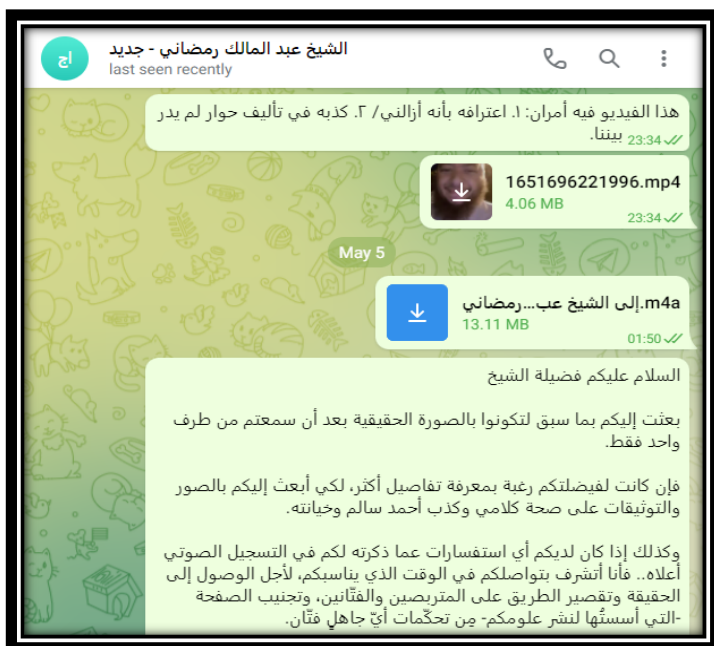 الشيخ عبد المالك رمضاني - جديد
last seen recently
اج
هذا الفيديو فيه أمران: ١. اعترافه بأنه أزالني/ ٢. كذبه في تأليف حوار لم يدر
بيننا.
23:34
1651696221996.mp4
4.06 MB
23:34
May 5
إلى الشيخ عب...رمضاني.m4a
13.11 MB
01:50
السلام عليكم فضيلة الشيخ
بعثت إليكم بما سبق لتكونوا بالصورة الحقيقية بعد أن سمعتم من طرف
واحد فقط.
فإن كانت لفضيلتكم رغبة بمعرفة تفاصيل أكثر، لكي أبعث إليكم بالصور
والتوثيقات على صحة كلامي وكذب أحمد سالم وخيانته.
وكذلك إذا كان لديكم أي استفسارات عما ذكرته لكم في التسجيل الصوتي
أعلاه.. فأنا أتشرف بتواصلكم في الوقت الذي يناسبكم، لأجل الوصول إلى
الحقيقة وتقصير الطريق على المتربصين والفتّانين، وتجنيب الصفحة
-التي أسستُها لنشر علومكم- مِن تحكّمات أيّ جاهلٍ فتّان.